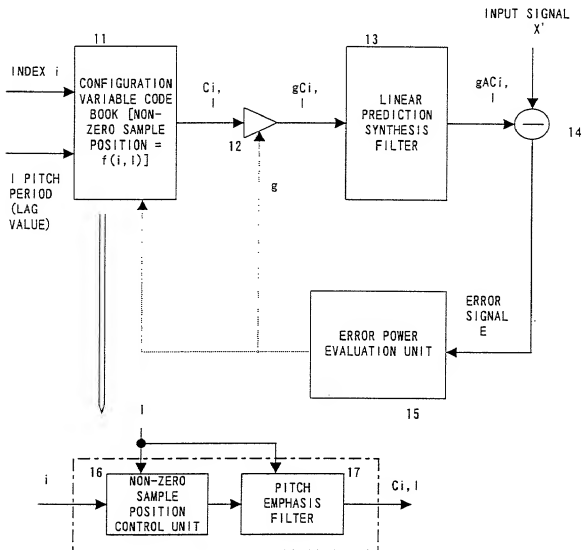 INPUT SIGNAL
X'
11
13
INDEX i
CONFIGURATION
VARIABLE CODE
BOOK [NON-
ZERO SAMPLE
POSITION =
f(i,l)]
Ci,
l
12
gCi,
l
LINEAR
PREDICTION
SYNTHESIS
FILTER
gACi,
l
14
l PITCH
PERIOD
(LAG
VALUE)
g
ERROR
SIGNAL
E
ERROR POWER
EVALUATION UNIT
15
l
16
17
i
NON-ZERO
SAMPLE
POSITION
CONTROL UNIT
PITCH
EMPHASIS
FILTER
Ci,l